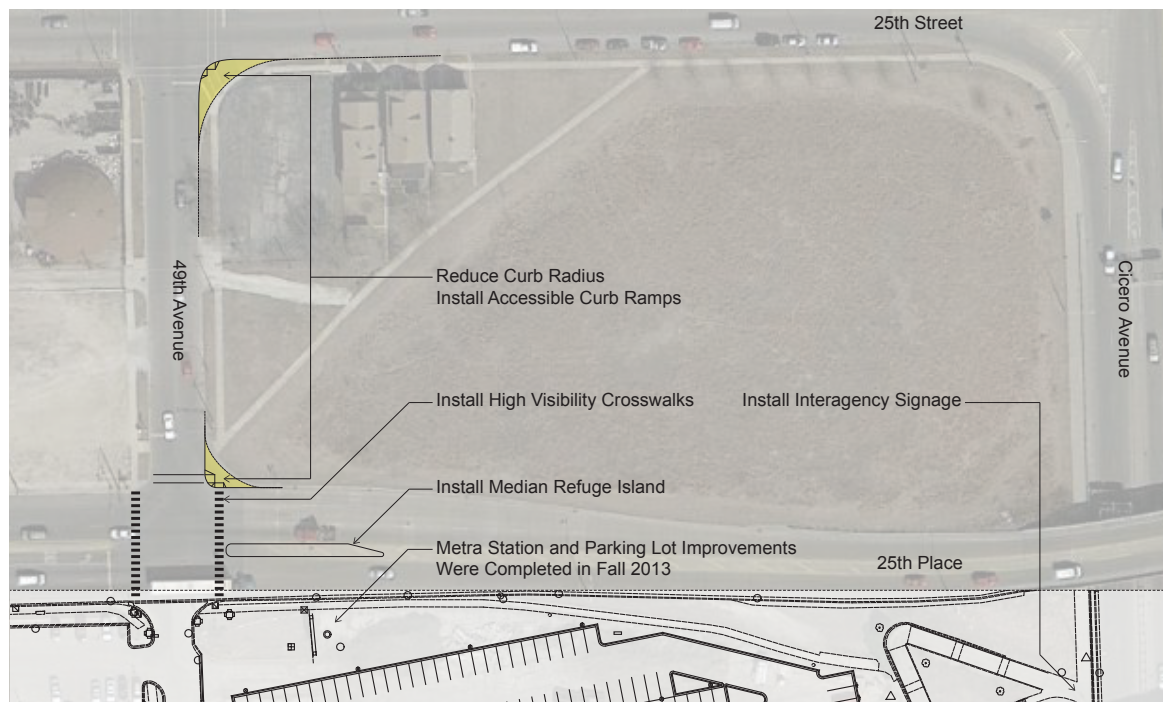 25th Street
49th Avenue
Cicero Avenue
Reduce Curb Radius
Install Accessible Curb Ramps
Install High Visibility Crosswalks
Install Interagency Signage
Install Median Refuge Island
Metra Station and Parking Lot Improvements
Were Completed in Fall 2013
25th Place